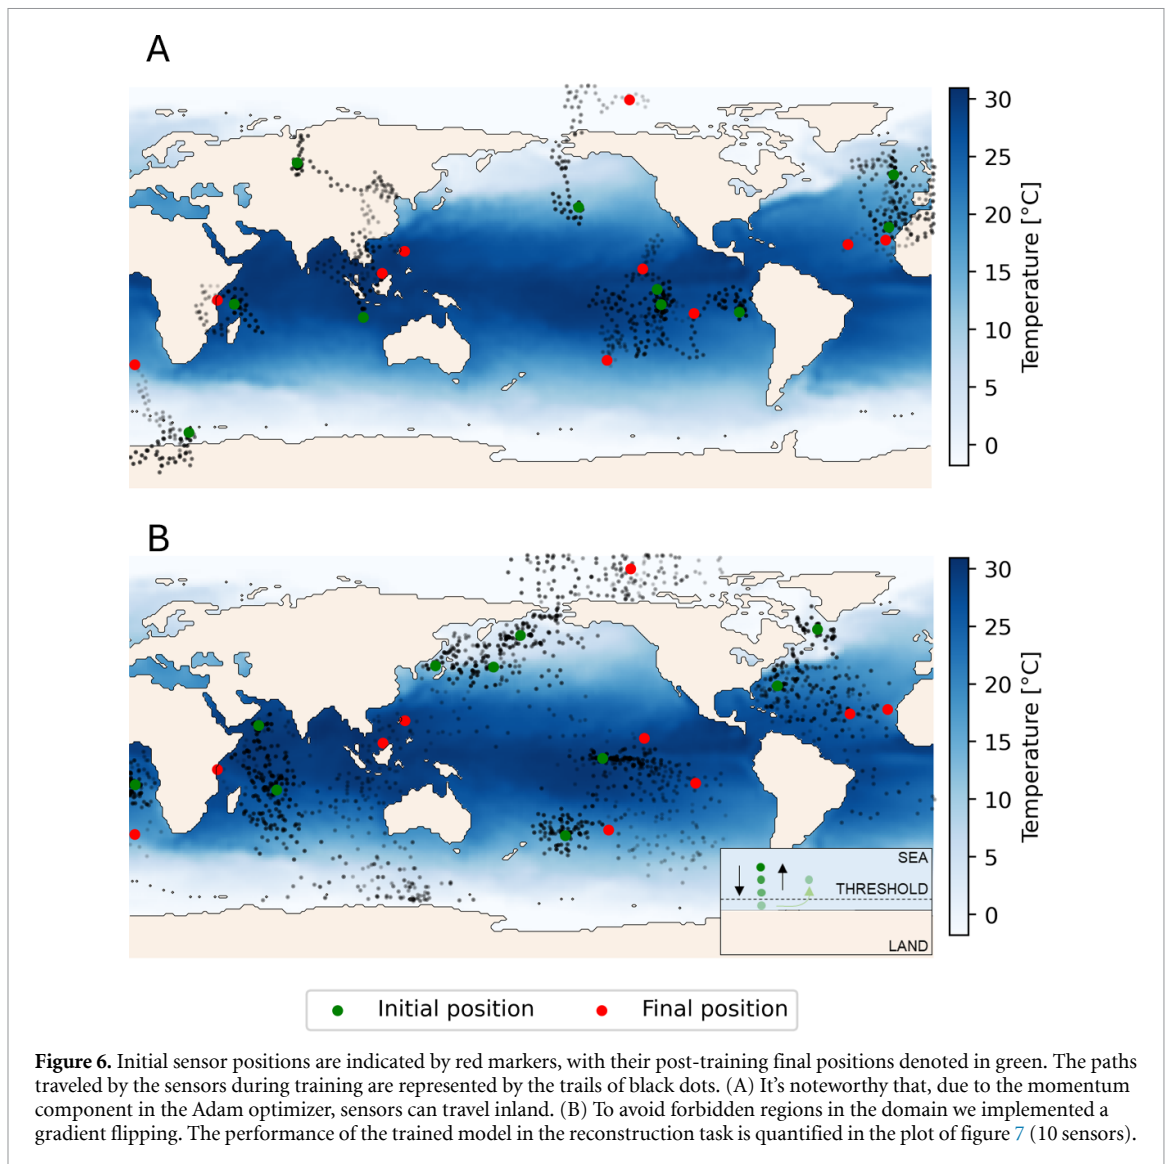 A
30
25
20
15
10
5
0
Temperature [°C]
B
30
25
20
15
10
5
0
Temperature [°C]
SEA
THRESHOLD
LAND
Initial position
Final position
Figure 6. Initial sensor positions are indicated by red markers, with their post-training final positions denoted in green. The paths
traveled by the sensors during training are represented by the trails of black dots. (A) It's noteworthy that, due to the momentum
component in the Adam optimizer, sensors can travel inland. (B) To avoid forbidden regions in the domain we implemented a
gradient flipping. The performance of the trained model in the reconstruction task is quantified in the plot of figure 7 (10 sensors).